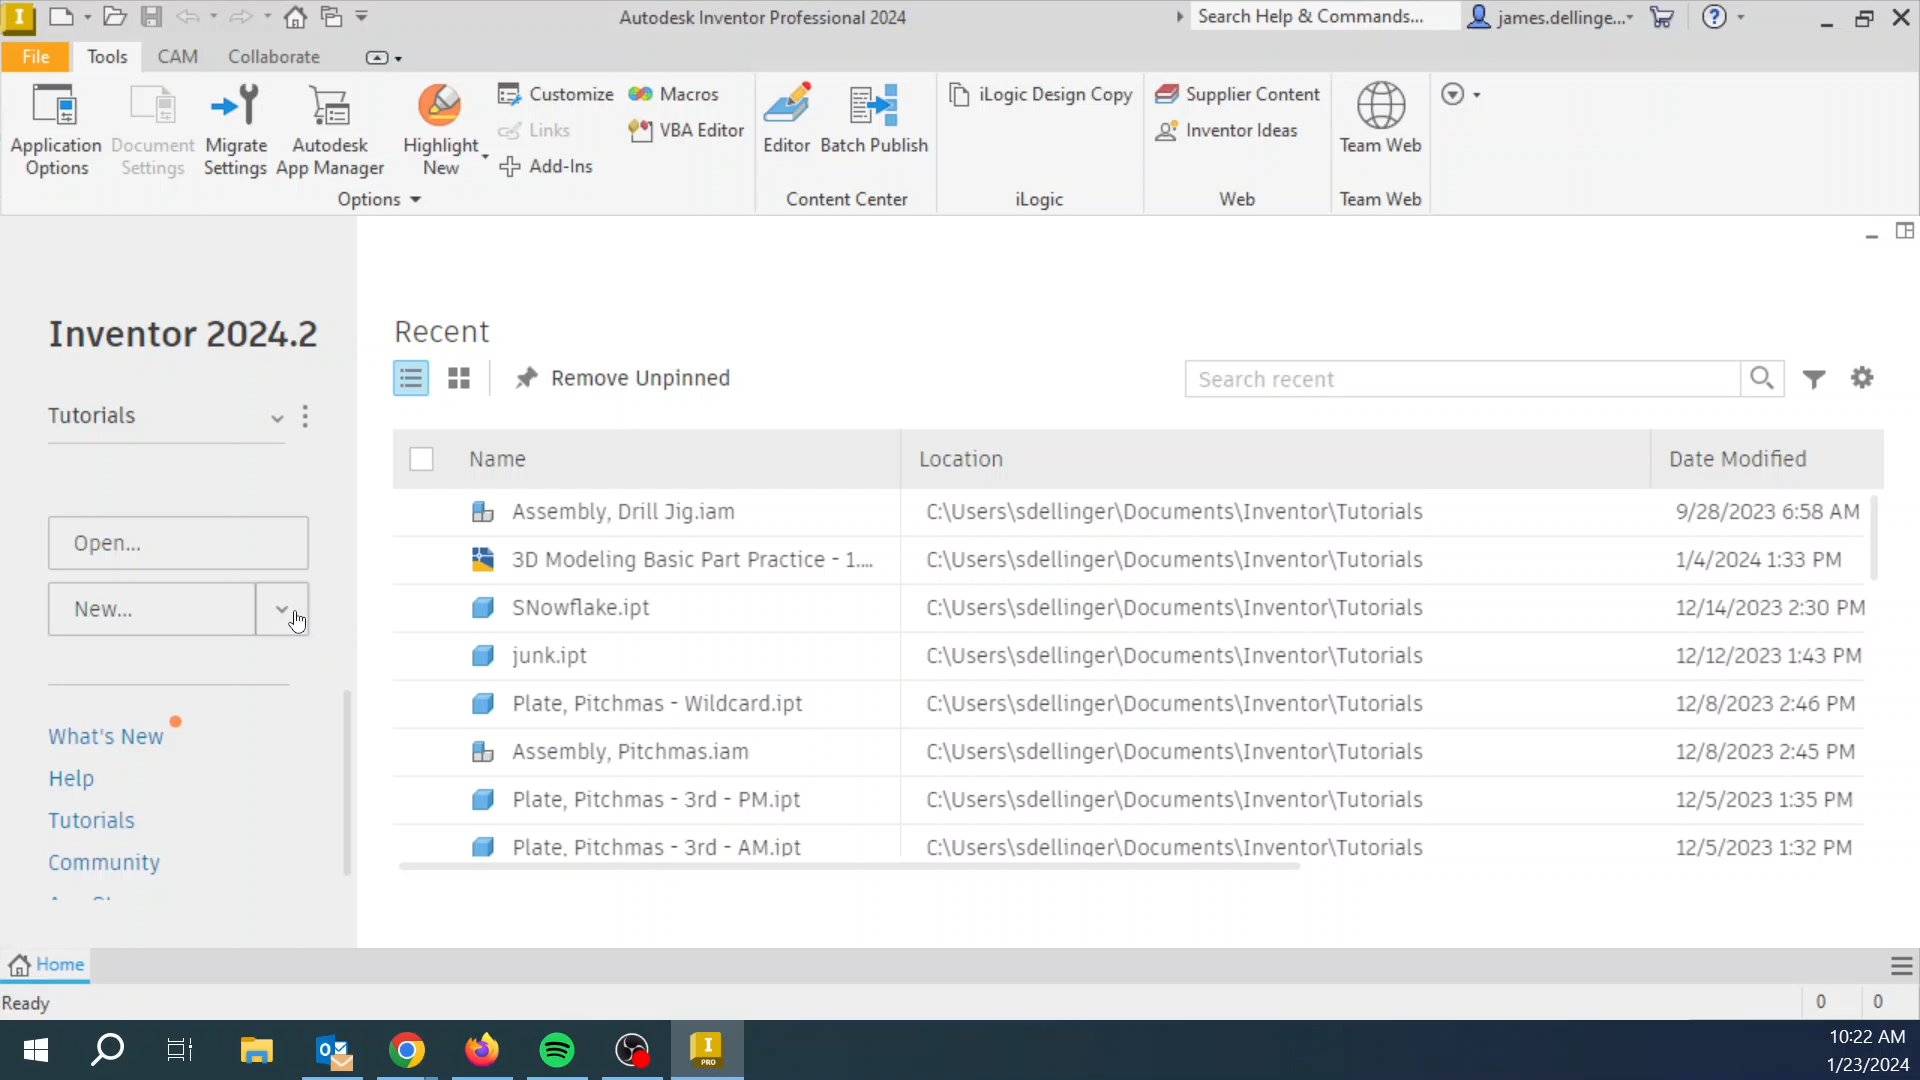 Autodesk Inventor Professional 2024
Search Help & Commands...
james.dellinge...
File
Tools
CAM
Collaborate
Application Options
Document Settings
Migrate Settings
Autodesk App Manager
Highlight New
Customize
Links
Add-Ins
Macros
VBA Editor
Options
Editor
Batch Publish
Content Center
iLogic Design Copy
iLogic
Supplier Content
Inventor Ideas
Web
Team Web
Team Web
Inventor 2024.2
Tutorials
Open...
New...
What's New
Help
Tutorials
Community
Recent
Remove Unpinned
Search recent
Name
Location
Date Modified
Assembly, Drill Jig.iam C:\Users\sdellinger\Documents\Inventor\Tutorials 9/28/2023 6:58 AM
3D Modeling Basic Part Practice - 1.... C:\Users\sdellinger\Documents\Inventor\Tutorials 1/4/2024 1:33 PM
SNowflake.ipt C:\Users\sdellinger\Documents\Inventor\Tutorials 12/14/2023 2:30 PM
junk.ipt C:\Users\sdellinger\Documents\Inventor\Tutorials 12/12/2023 1:43 PM
Plate, Pitchmas - Wildcard.ipt C:\Users\sdellinger\Documents\Inventor\Tutorials 12/8/2023 2:46 PM
Assembly, Pitchmas.iam C:\Users\sdellinger\Documents\Inventor\Tutorials 12/8/2023 2:45 PM
Plate, Pitchmas - 3rd - PM.ipt C:\Users\sdellinger\Documents\Inventor\Tutorials 12/5/2023 1:35 PM
Plate, Pitchmas - 3rd - AM.ipt C:\Users\sdellinger\Documents\Inventor\Tutorials 12/5/2023 1:32 PM
Home
Ready
0 0
PRO
10:22 AM
1/23/2024